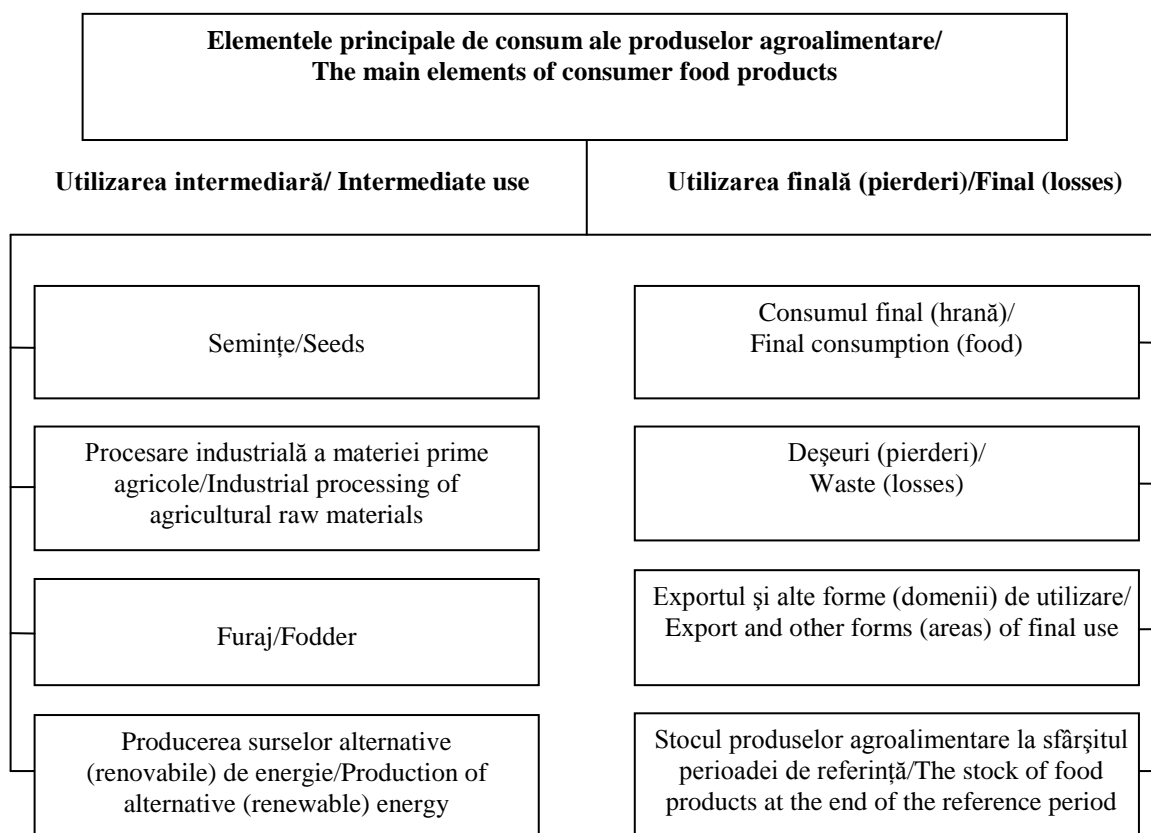 Elementele principale de consum ale produselor agroalimentare/
The main elements of consumer food products
Utilizarea intermediară/ Intermediate use
Utilizarea finală (pierderi)/Final (losses)
Semințe/Seeds
Procesare industrială a materiei prime
agricole/Industrial processing of
agricultural raw materials
Furaj/Fodder
Producerea surselor alternative
(renovabile) de energie/Production of
alternative (renewable) energy
Consumul final (hrană)/
Final consumption (food)
Deşeuri (pierderi)/
Waste (losses)
Exportul şi alte forme (domenii) de utilizare/
Export and other forms (areas) of final use
Stocul produselor agroalimentare la sfârşitul
perioadei de referință/The stock of food
products at the end of the reference period